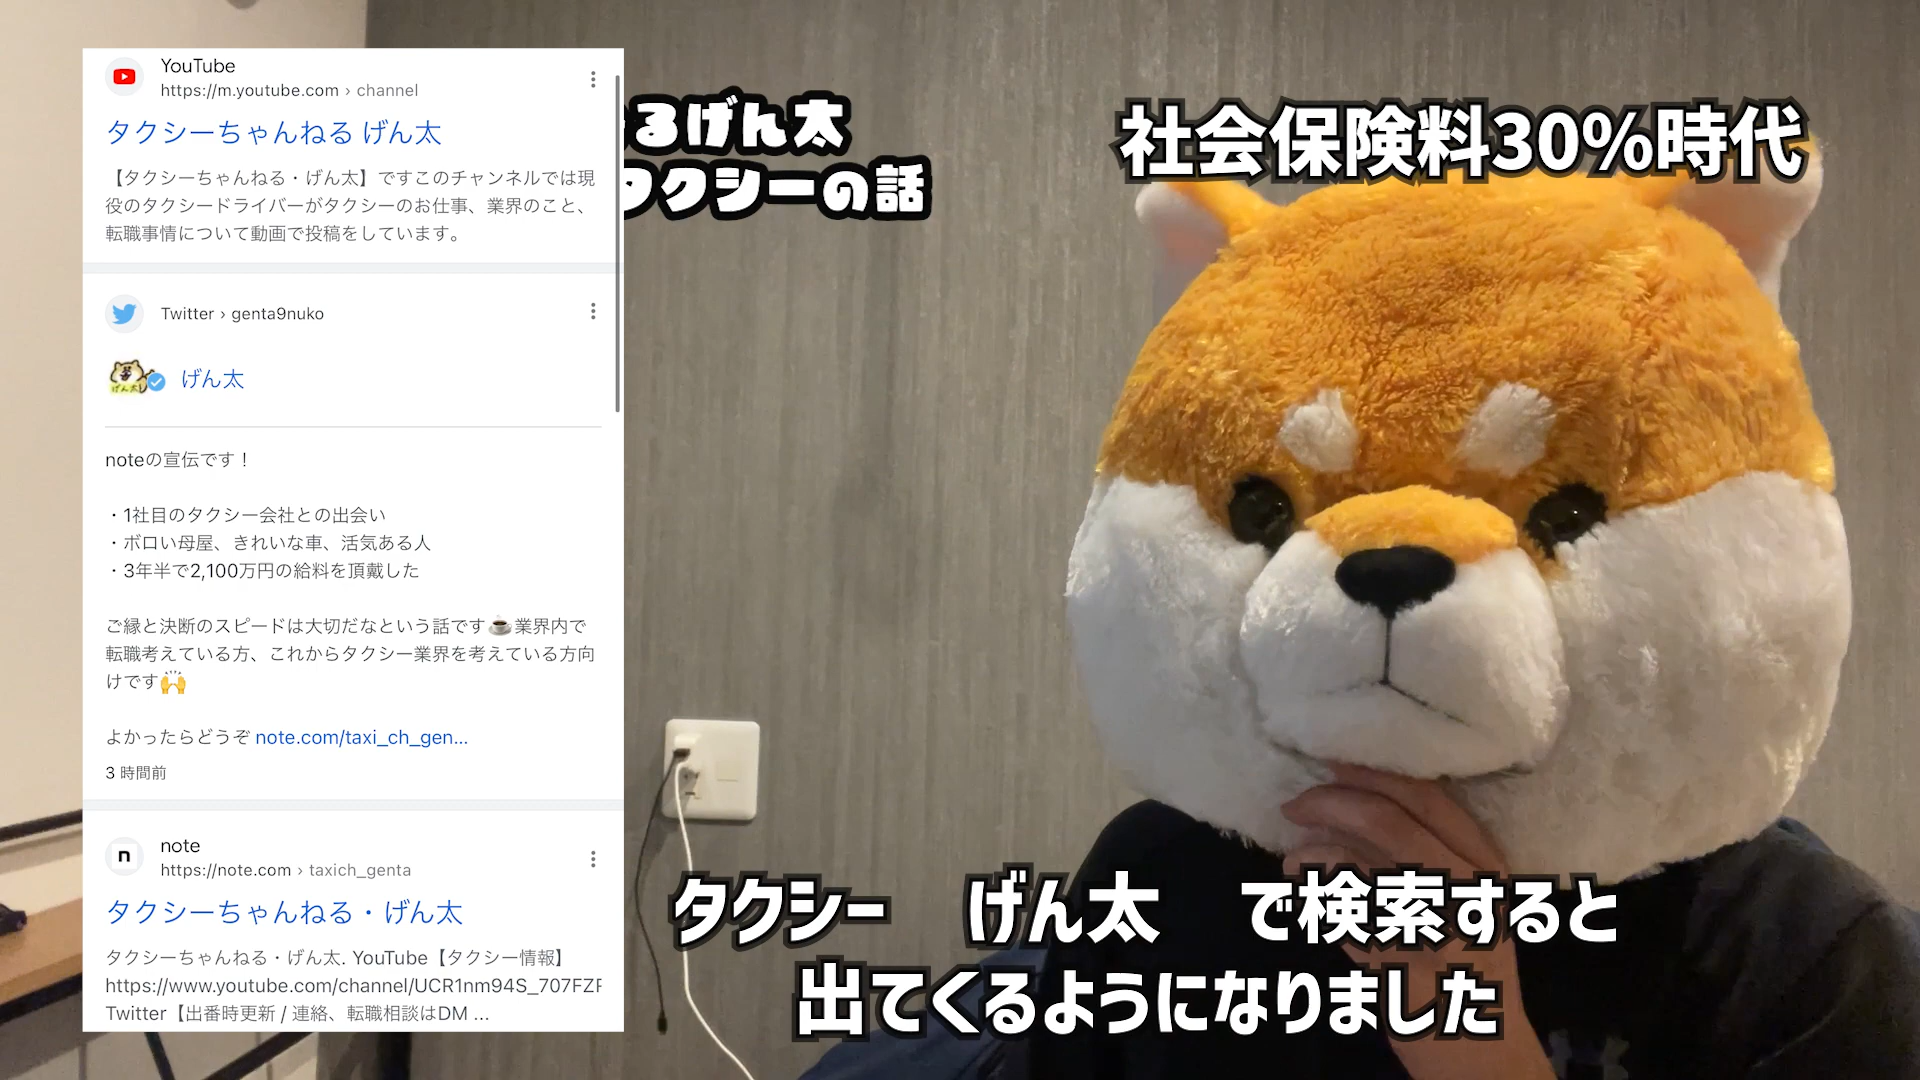 YouTube
https://m.youtube.com › channel
タクシーちゃんねる げん太
【タクシーちゃんねる・げん太】ですこのチャンネルでは現
役のタクシードライバーがタクシーのお仕事、業界のこと、
転職事情について動画で投稿をしています。
Twitter › genta9nuko
げん太
げん太
noteの宣伝です！
・1社目のタクシー会社との出会い
・ボロい母屋、きれいな車、活気ある人
・3年半で2,100万円の給料を頂戴した
ご縁と決断のスピードは大切だなという話です☕業界内で
転職考えている方、これからタクシー業界を考えている方向
けです🙌
よかったらどうぞ note.com/taxi_ch_gen...
3 時間前
n
note
https://note.com › taxich_genta
タクシーちゃんねる・げん太
タクシーちゃんねる・げん太. YouTube【タクシー情報】
https://www.youtube.com/channel/UCR1nm94S_707FZF
Twitter【出番時更新 / 連絡、転職相談はDM ...
るげん太
タクシーの話
社会保険料30%時代
タクシー　げん太　で検索すると
出てくるようになりました